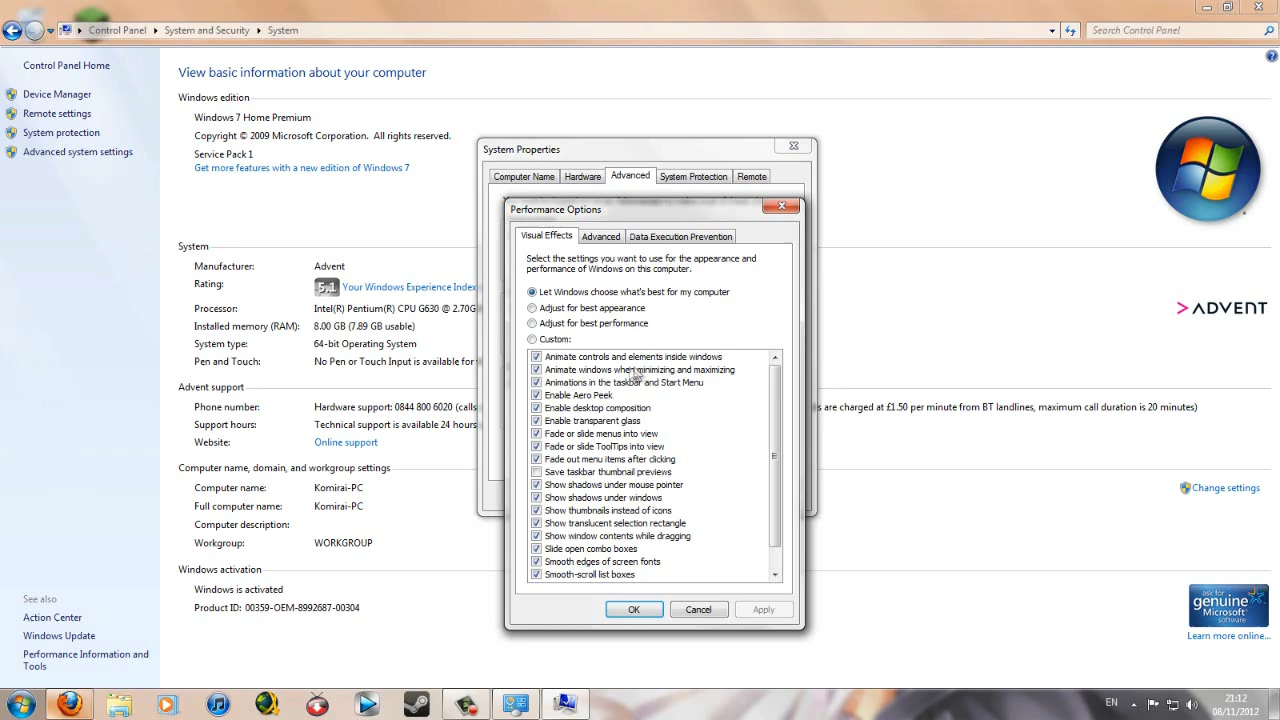 Control Panel
System and Security
System
Search Control Panel
Control Panel Home
Device Manager
Remote settings
System protection
Advanced system settings
See also
Action Center
Windows Update
Performance Information and
Tools
View basic information about your computer
Windows edition
Windows 7 Home Premium
Copyright © 2009 Microsoft Corporation. All rights reserved.
Service Pack 1
Get more features with a new edition of Windows 7
System
Manufacturer: Advent
Rating: 5,1 Your Windows Experience Index
Processor: Intel(R) Pentium(R) CPU G630 @ 2.70G
Installed memory (RAM): 8.00 GB (7.89 GB usable)
System type: 64-bit Operating System
Pen and Touch: No Pen or Touch Input is available for
ADVENT
Advent support
Phone number: Hardware support: 0844 800 6020 (calls
s are charged at £1.50 per minute from BT landlines, maximum call duration is 20 minutes)
Support hours: Technical support is available 24 hours
Website: Online support
Computer name, domain, and workgroup settings
Computer name: Komirai-PC
Change settings
Full computer name: Komirai-PC
Computer description:
Workgroup: WORKGROUP
Windows activation
Windows is activated
Product ID: 00359-OEM-8992687-00304
ask for
genuine
Microsoft
software
Learn more online...
System Properties
Computer Name
Hardware
Advanced
System Protection
Remote
Performance Options
Visual Effects
Advanced
Data Execution Prevention
Select the settings you want to use for the appearance and
performance of Windows on this computer.
Let Windows choose what's best for my computer
Adjust for best appearance
Adjust for best performance
Custom:
Animate controls and elements inside windows
Animate windows when minimizing and maximizing
Animations in the taskbar and Start Menu
Enable Aero Peek
Enable desktop composition
Enable transparent glass
Fade or slide menus into view
Fade or slide ToolTips into view
Fade out menu items after clicking
Save taskbar thumbnail previews
Show shadows under mouse pointer
Show shadows under windows
Show thumbnails instead of icons
Show translucent selection rectangle
Show window contents while dragging
Slide open combo boxes
Smooth edges of screen fonts
Smooth-scroll list boxes
OK
Cancel
Apply
EN
21:12
08/11/2012